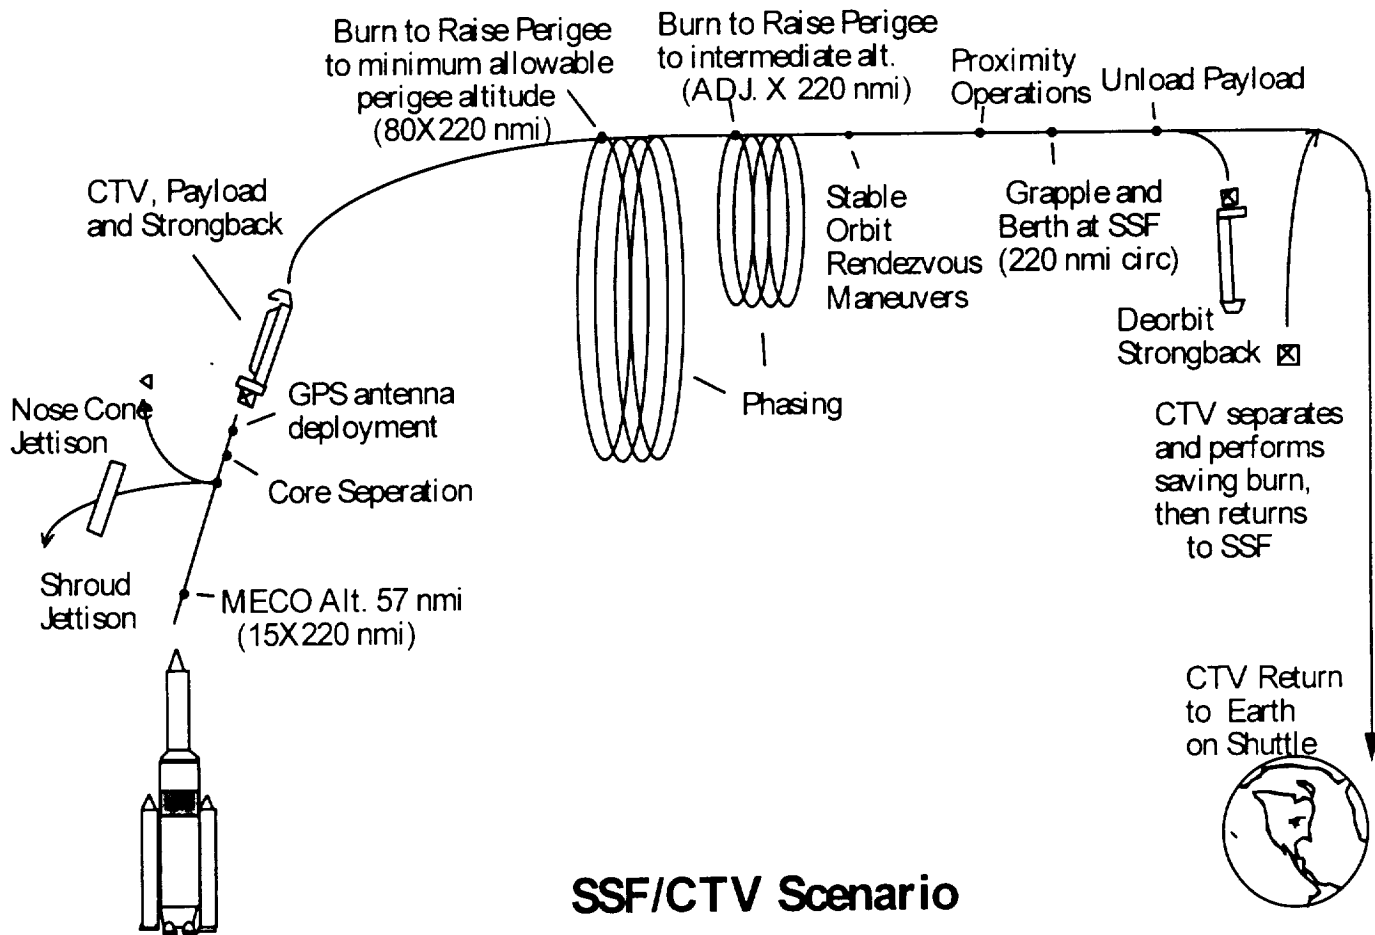 Burn to Raise Perigee
to minimum allowable
perigee altitude
(80X220 nmi)
Burn to Raise Perigee
to intermediate alt.
(ADJ. X 220 nmi)
Proximity
Operations
Unload Payload
CTV, Payload
and Strongback
Stable
Orbit
Rendezvous
Maneuvers
Grapple and
Berth at SSF
(220 nmi circ)
Deorbit
Strongback
Nose Cone
Jettison
GPS antenna
deployment
Phasing
Core Seperation
CTV separates
and performs
saving burn,
then returns
to SSF
Shroud
Jettison
MECO Alt. 57 nmi
(15X220 nmi)
CTV Return
to Earth
on Shuttle
SSF/CTV Scenario